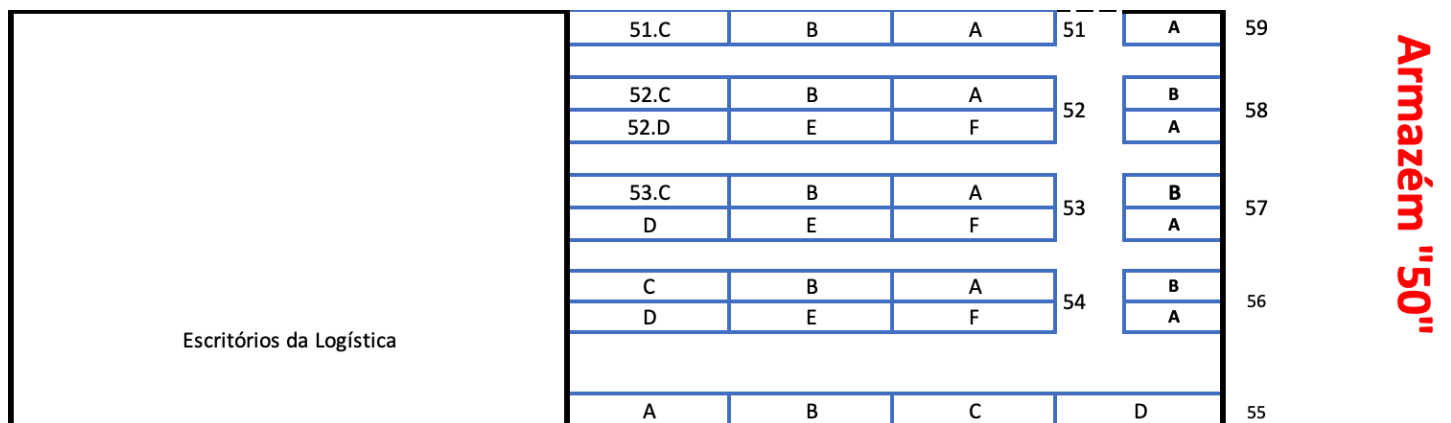 51.C B A 51 A 59
52.C B A B
52 58
52.D E F A
53.C B A B
53 57
D E F A
C B A B
54 56
D E F A
Escritórios da Logística
A B C D 55
Armazém "50"